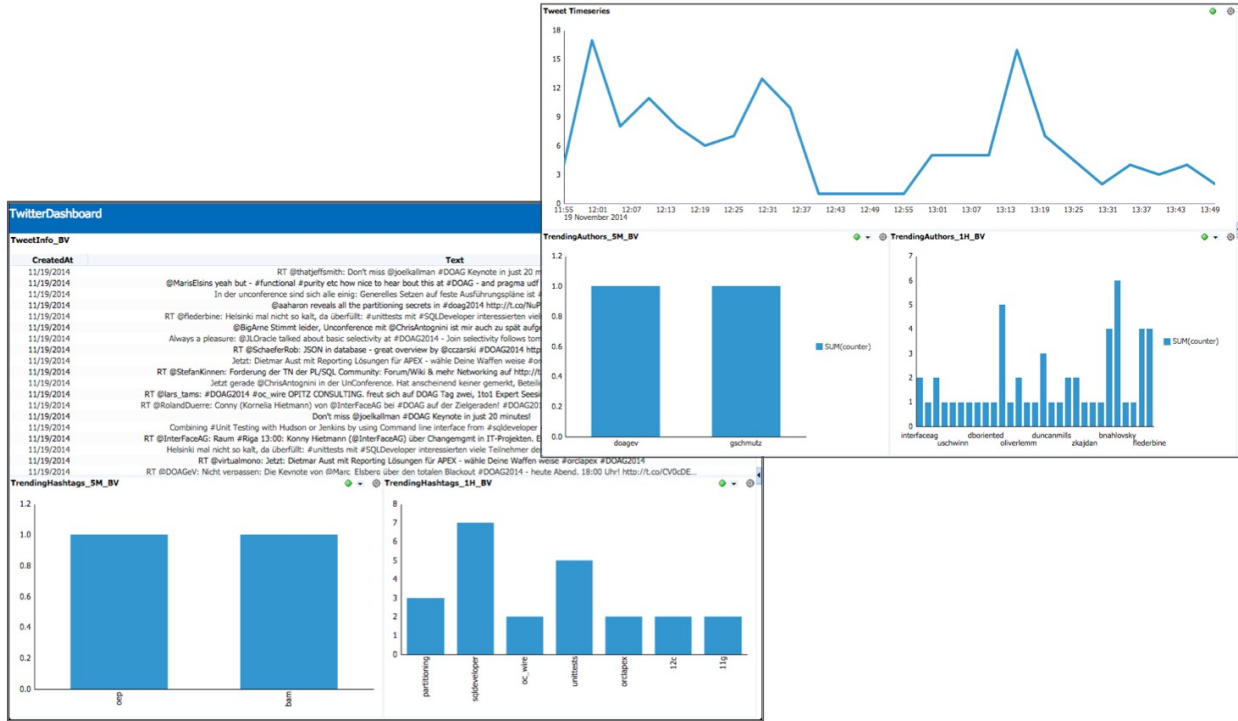 Tweet Timeseries
18
15
12
9
6
3
0
11:55 12:01 12:07 12:13 12:19 12:25 12:31 12:37 12:43 12:49 12:55 13:01 13:07 13:13 13:19 13:25 13:31 13:37 13:43 13:49
19 November 2014
TrendingAuthors_5M_BV
1.2
1.0
0.8
0.6
0.4
0.2
0.0
doagev gschmutz
SUM(counter)
TrendingAuthors_1H_BV
7
6
5
4
3
2
1
0
interfaceag dboriented duncanmills bnahlovsky
uschwinn oliverlemm zkajdan flederbine
SUM(counter)
TwitterDashboard
TweetInfo_BV
CreatedAt Text
11/19/2014 RT @thatjeffsmith: Don't miss @joelkallman #DOAG Keynote in just 20 m
11/19/2014 @MarisElsins yeah but - #functional #purity etc how nice to hear bout this at #DOAG - and pragma udf
11/19/2014 In der unconference sind sich alle einig: Generelles Setzen auf feste Ausführungspläne ist #
11/19/2014 @aaharon reveals all the partitioning secrets in #doag2014 http://t.co/NuP
11/19/2014 RT @flederbine: Helsinki mal nicht so kalt, da überfüllt: #unittests mit #SQLDeveloper interessierten viele
11/19/2014 @BigArne Stimmt leider, Unconference mit @ChrisAntognini ist mir auch zu spät aufge
11/19/2014 Always a pleasure: @JLOracle talked about basic selectivity at #DOAG2014 - Join selectivity follows tom
11/19/2014 RT @SchaeferRob: JSON in database - great overview by @cczarski #DOAG2014 http
11/19/2014 Jetzt: Dietmar Aust mit Reporting Lösungen für APEX - wähle Deine Waffen weise #or
11/19/2014 RT @StefanKinnen: Forderung der TN der PL/SQL Community: Forum/Wiki & mehr Networking auf http://t
11/19/2014 Jetzt gerade @ChrisAntognini in der UnConference. Hat anscheinend keiner gemerkt, Beteilig
11/19/2014 RT @lars_tams: #DOAG2014 #oc_wire OPITZ CONSULTING. freut sich auf DOAG Tag zwei, 1to1 Expert Seesi
11/19/2014 RT @RolandDuerre: Conny (Kornelia Hietmann) von @InterFaceAG bei #DOAG auf der Zielgeraden! #DOAG201
11/19/2014 Don't miss @joelkallman #DOAG Keynote in just 20 minutes!
11/19/2014 Combining #Unit Testing with Hudson or Jenkins by using Command line interface from #sqldeveloper
11/19/2014 RT @InterFaceAG: Raum #Riga 13:00: Konny Hietmann (@InterFaceAG) über Changemgmt in IT-Projekten. E
11/19/2014 Helsinki mal nicht so kalt, da überfüllt: #unittests mit #SQLDeveloper interessierten viele Teilnehmer de
11/19/2014 RT @virtualmono: Jetzt: Dietmar Aust mit Reporting Lösungen für APEX - wähle Deine Waffen weise #orclapex #DOAG2014
11/19/2014 RT @DOAGeV: Nicht verpassen: Die Keynote von @Marc_Elsberg über den totalen Blackout #DOAG2014 - heute Abend. 18:00 Uhr! http://t.co/CV0cDE...
TrendingHashtags_5M_BV
1.2
1.0
0.8
0.6
0.4
0.2
0.0
oep bam
TrendingHashtags_1H_BV
8
7
6
5
4
3
2
1
0
partitioning sqldeveloper oc_wire unittests orclapex 12c 11g